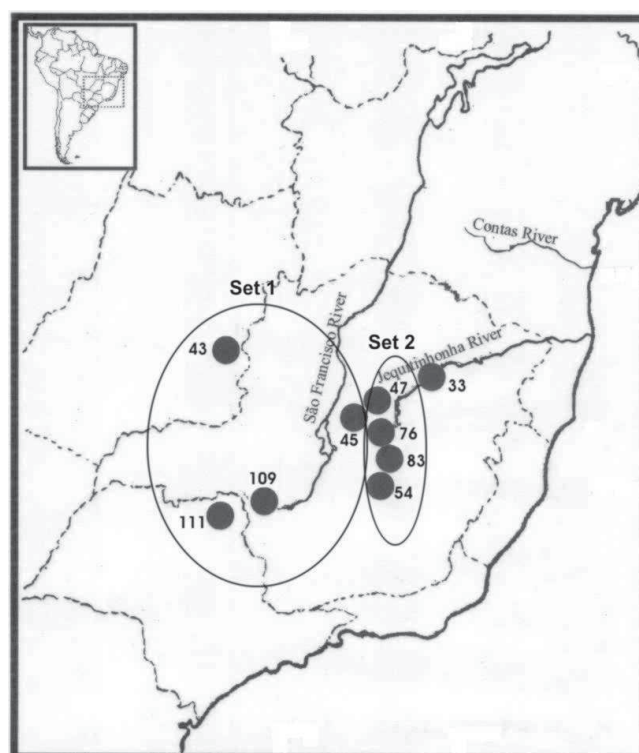 Contas River
Set 1
São Francisco River
43
Set 2
Jequitinhonha River
47
33
45
76
83
109
54
111